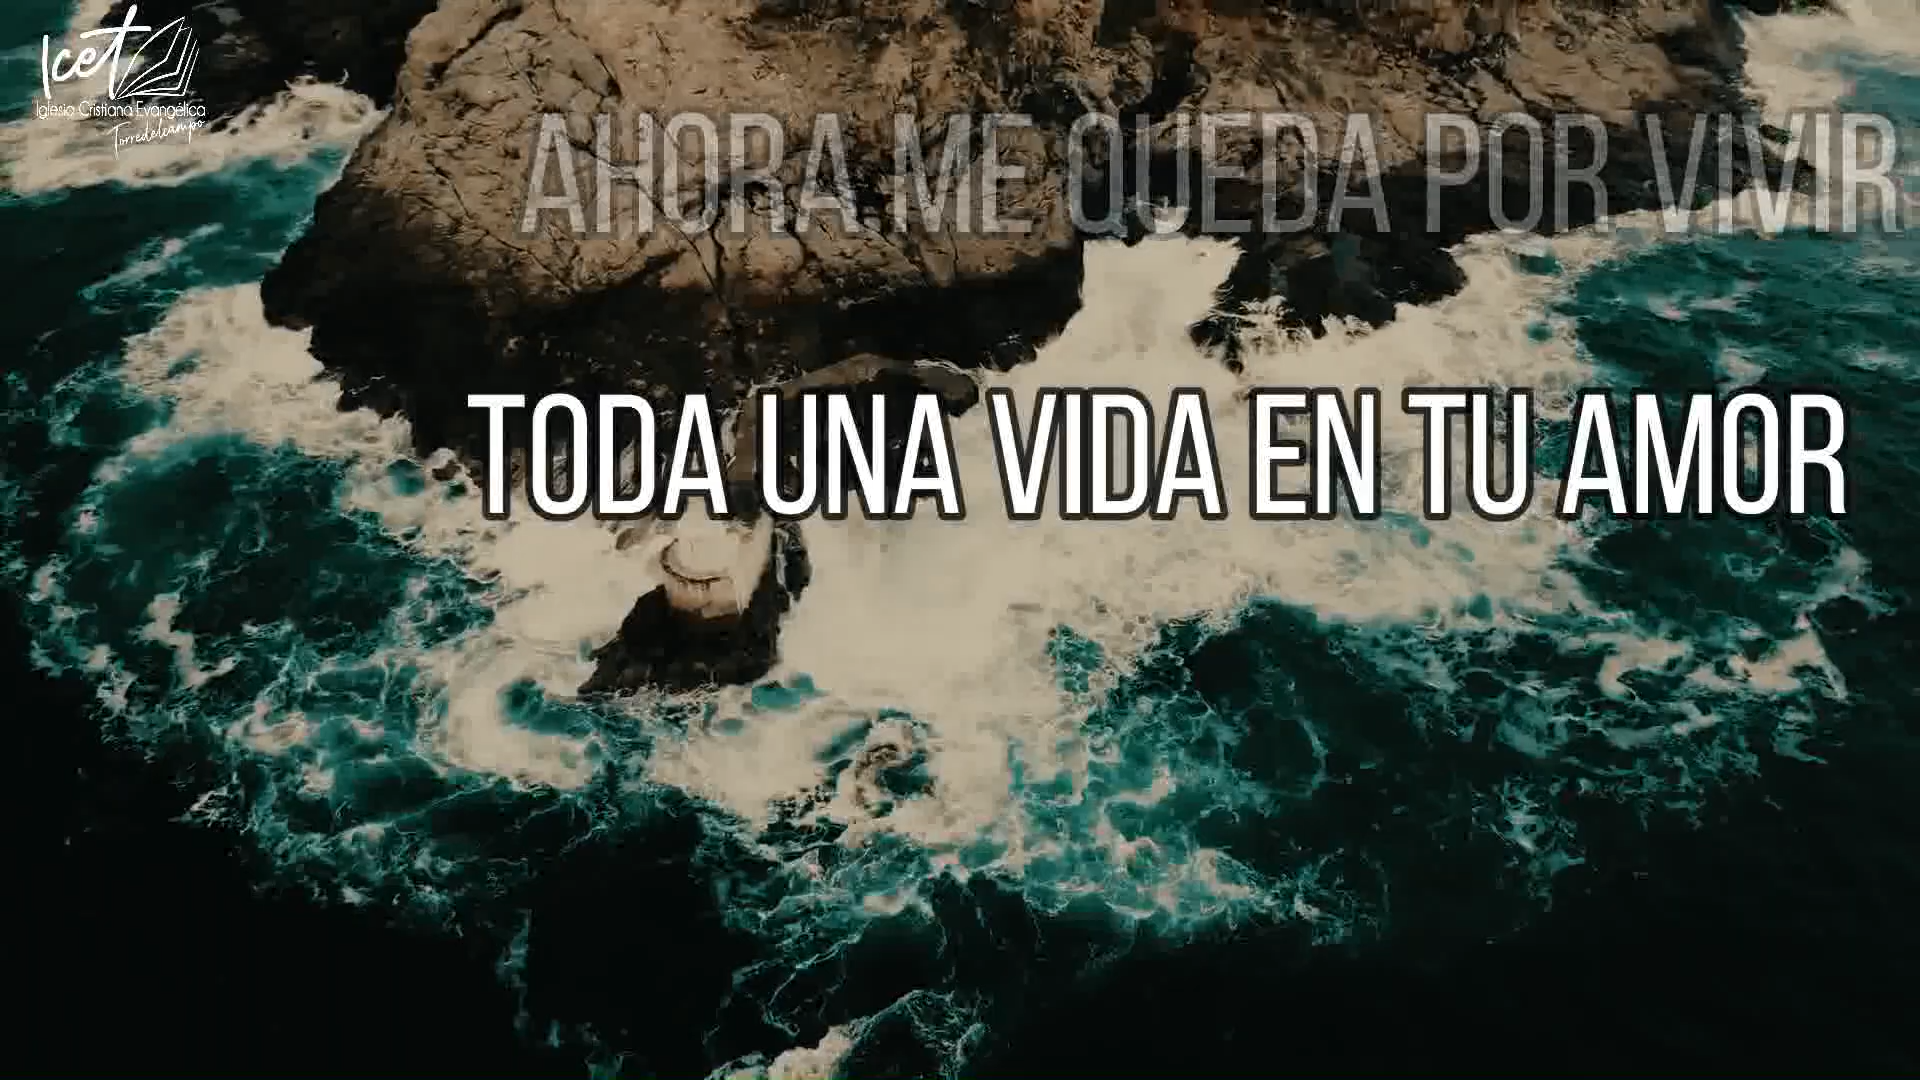 Icet
Iglesia Cristiana Evangélica
Torredelcampo
AHORA ME QUEDA POR VIVIR
TODA UNA VIDA EN TU AMOR